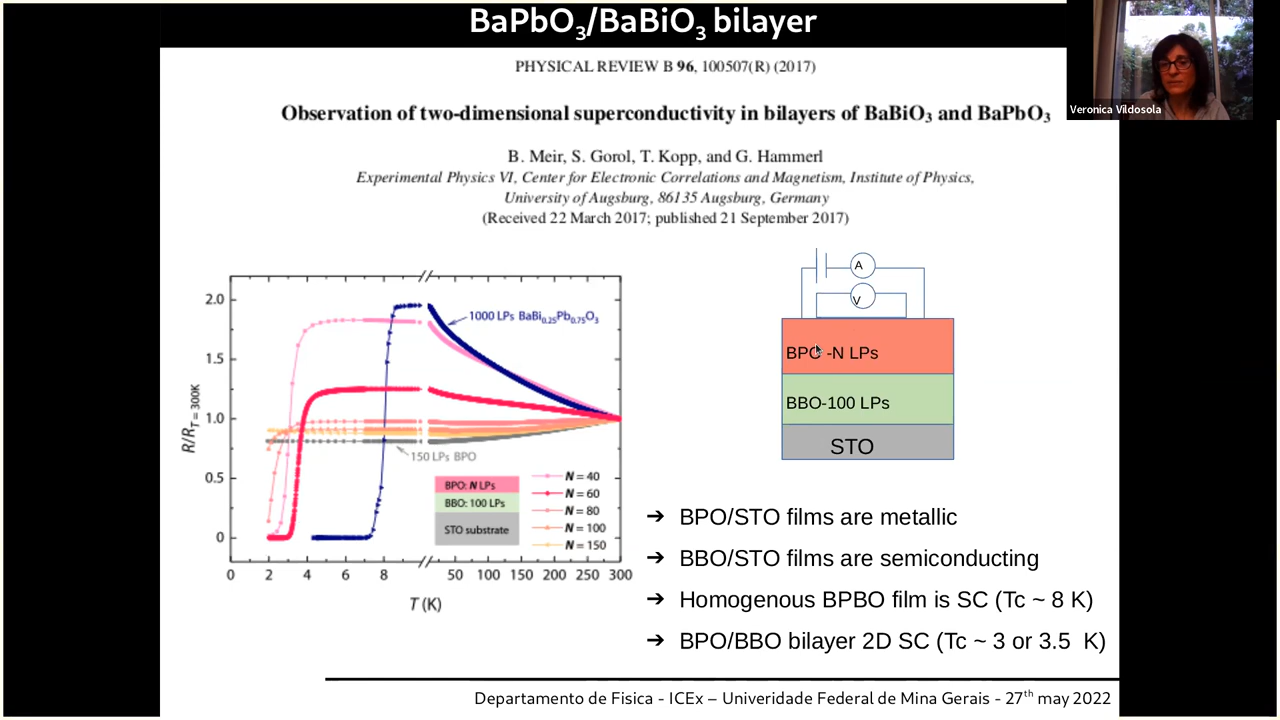 BaPbO₃/BaBiO₃ bilayer
Veronica Vildosola
PHYSICAL REVIEW B 96, 100507(R) (2017)
Observation of two-dimensional superconductivity in bilayers of BaBiO₃ and BaPbO₃
B. Meir, S. Gorol, T. Kopp, and G. Hammerl
Experimental Physics VI, Center for Electronic Correlations and Magnetism, Institute of Physics,
University of Augsburg, 86135 Augsburg, Germany
(Received 22 March 2017; published 21 September 2017)
2.0
1.5
1.0
0.5
0
R/R_T = 300K
1000 LPs BaBi₀.₂₅Pb₀.₇₅O₃
150 LPs BPO
BPO: N LPs
BBO: 100 LPs
STO substrate
N = 40
N = 60
N = 80
N = 100
N = 150
0 2 4 6 8 50 100 150 200 250 300
T (K)
A
V
BPO -N LPs
BBO-100 LPs
STO
➔ BPO/STO films are metallic
➔ BBO/STO films are semiconducting
➔ Homogenous BPBO film is SC (Tc ~ 8 K)
➔ BPO/BBO bilayer 2D SC (Tc ~ 3 or 3.5 K)
Departamento de Fisica - ICEx – Univeridade Federal de Mina Gerais - 27ᵗʰ may 2022